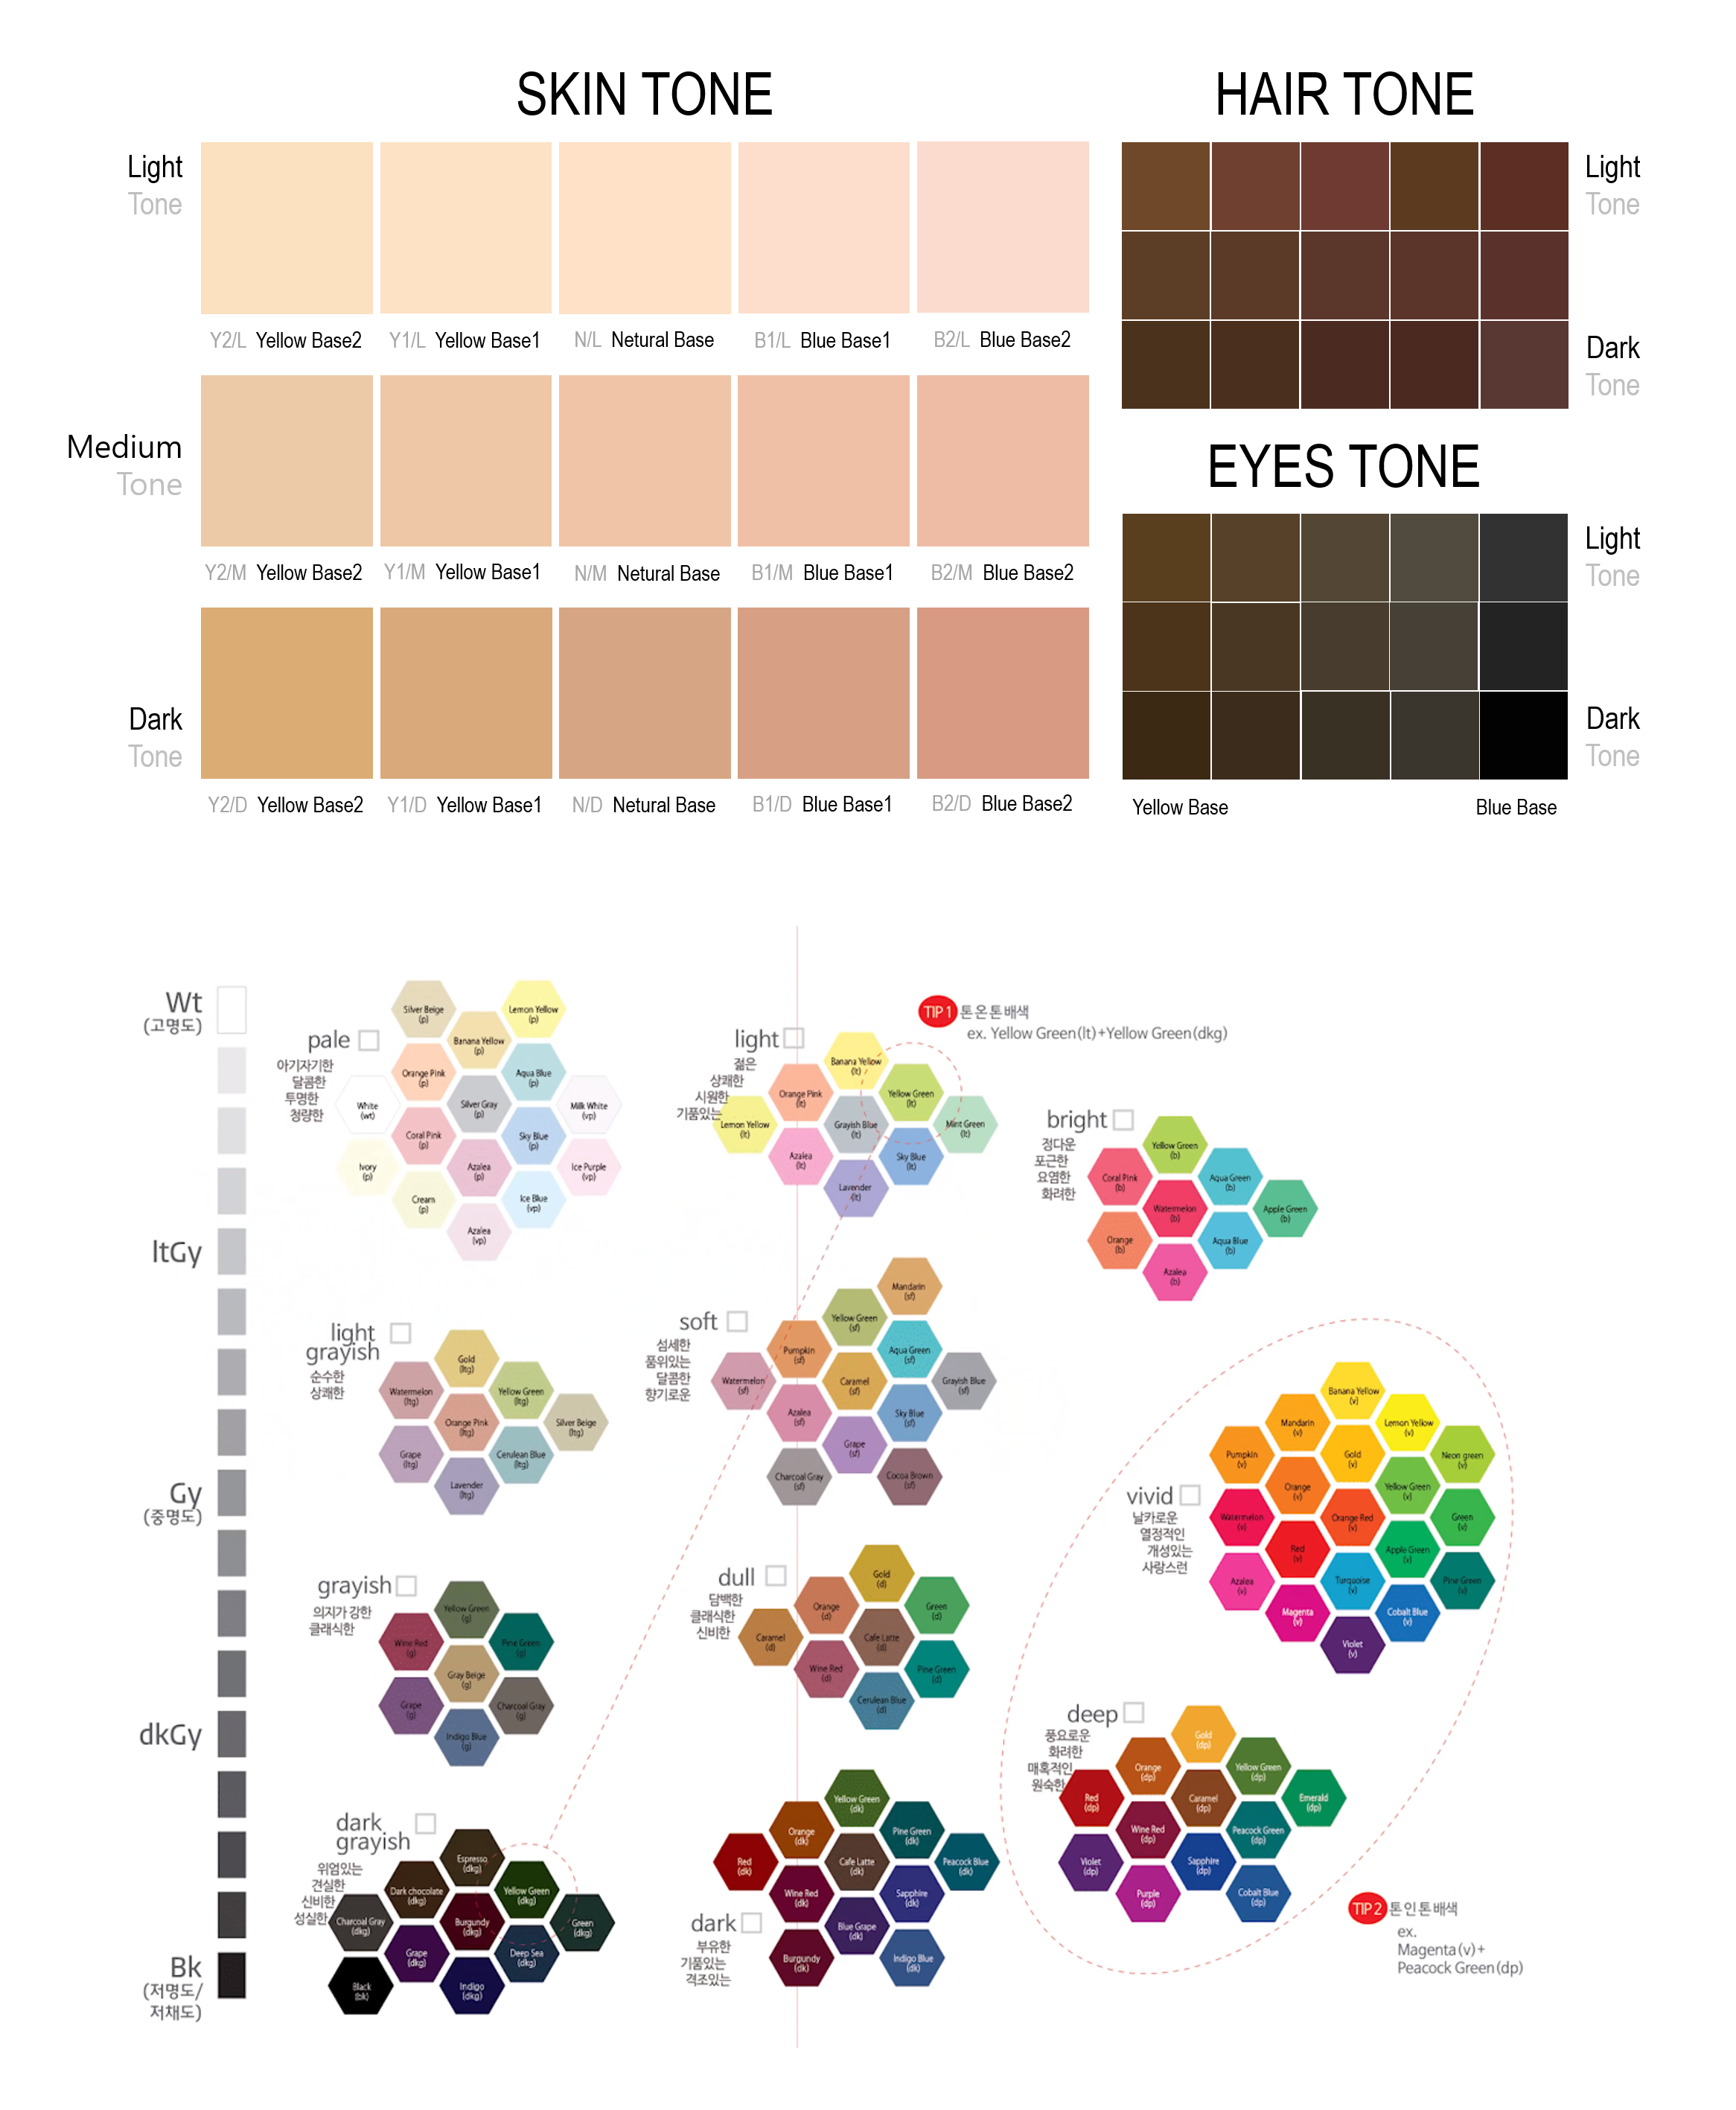 SKIN TONE
HAIR TONE
Light
Tone
Y2/L Yellow Base2
Y1/L Yellow Base1
N/L Netural Base
B1/L Blue Base1
B2/L Blue Base2
Medium
Tone
Y2/M Yellow Base2
Y1/M Yellow Base1
N/M Netural Base
B1/M Blue Base1
B2/M Blue Base2
Dark
Tone
Y2/D Yellow Base2
Y1/D Yellow Base1
N/D Netural Base
B1/D Blue Base1
B2/D Blue Base2
Light
Tone
Dark
Tone
EYES TONE
Light
Tone
Dark
Tone
Yellow Base
Blue Base
Wt
(고명도)
ltGy
Gy
(중명도)
dkGy
Bk
(저명도/
저채도)
pale
아기자기한
달콤한
투명한
청량한
Silver Beige
(p)
Lemon Yellow
(p)
Banana Yellow
(p)
Orange Pink
(p)
Aqua Blue
(p)
White
(wt)
Silver Gray
(p)
Milk White
(vp)
Coral Pink
(p)
Sky Blue
(p)
Ivory
(p)
Azalea
(p)
Ice Purple
(vp)
Cream
(p)
Ice Blue
(vp)
Azalea
(vp)
light
젊은
상쾌한
시원한
기품있는
Banana Yellow
(lt)
Orange Pink
(lt)
Yellow Green
(lt)
Lemon Yellow
(lt)
Grayish Blue
(lt)
Mint Green
(lt)
Azalea
(lt)
Sky Blue
(lt)
Lavender
(lt)
TIP 1 톤온톤배색
ex. Yellow Green(lt)+Yellow Green(dkg)
bright
정다운
포근한
요염한
화려한
Yellow Green
(b)
Coral Pink
(b)
Aqua Green
(b)
Watermelon
(b)
Apple Green
(b)
Orange
(b)
Aqua Blue
(b)
Azalea
(b)
light
grayish
순수한
상쾌한
Gold
(ltg)
Watermelon
(ltg)
Yellow Green
(ltg)
Orange Pink
(ltg)
Silver Beige
(ltg)
Grape
(ltg)
Cerulean Blue
(ltg)
Lavender
(ltg)
soft
섬세한
품위있는
달콤한
향기로운
Mandarin
(sf)
Yellow Green
(sf)
Pumpkin
(sf)
Aqua Green
(sf)
Watermelon
(sf)
Caramel
(sf)
Grayish Blue
(sf)
Azalea
(sf)
Sky Blue
(sf)
Grape
(sf)
Charcoal Gray
(sf)
Cocoa Brown
(sf)
vivid
날카로운
열정적인
개성있는
사랑스런
Banana Yellow
(v)
Mandarin
(v)
Lemon Yellow
(v)
Pumpkin
(v)
Gold
(v)
Neon green
(v)
Orange
(v)
Yellow Green
(v)
Watermelon
(v)
Orange Red
(v)
Green
(v)
Red
(v)
Apple Green
(v)
Azalea
(v)
Turquoise
(v)
Pine Green
(v)
Magenta
(v)
Cobalt Blue
(v)
Violet
(v)
grayish
의지가 강한
클래식한
Yellow Green
(g)
Wine Red
(g)
Pine Green
(g)
Gray Beige
(g)
Grape
(g)
Charcoal Gray
(g)
Indigo Blue
(g)
dull
담백한
클래식한
신비한
Gold
(d)
Orange
(d)
Green
(d)
Caramel
(d)
Cafe Latte
(d)
Wine Red
(d)
Pine Green
(d)
Cerulean Blue
(d)
deep
풍요로운
화려한
매혹적인
원숙한
Gold
(dp)
Orange
(dp)
Yellow Green
(dp)
Red
(dp)
Caramel
(dp)
Emerald
(dp)
Wine Red
(dp)
Peacock Green
(dp)
Violet
(dp)
Sapphire
(dp)
Purple
(dp)
Cobalt Blue
(dp)
dark
grayish
위엄있는
견실한
신비한
성실한
Espresso
(dkg)
Dark chocolate
(dkg)
Yellow Green
(dkg)
Charcoal Gray
(dkg)
Burgundy
(dkg)
Green
(dkg)
Grape
(dkg)
Deep Sea
(dkg)
Black
(bk)
Indigo
(dkg)
dark
부유한
기품있는
격조있는
Yellow Green
(dk)
Orange
(dk)
Pine Green
(dk)
Red
(dk)
Cafe Latte
(dk)
Peacock Blue
(dk)
Wine Red
(dk)
Sapphire
(dk)
Blue Grape
(dk)
Burgundy
(dk)
Indigo Blue
(dk)
TIP 2 톤인톤배색
ex.
Magenta(v)+
Peacock Green(dp)